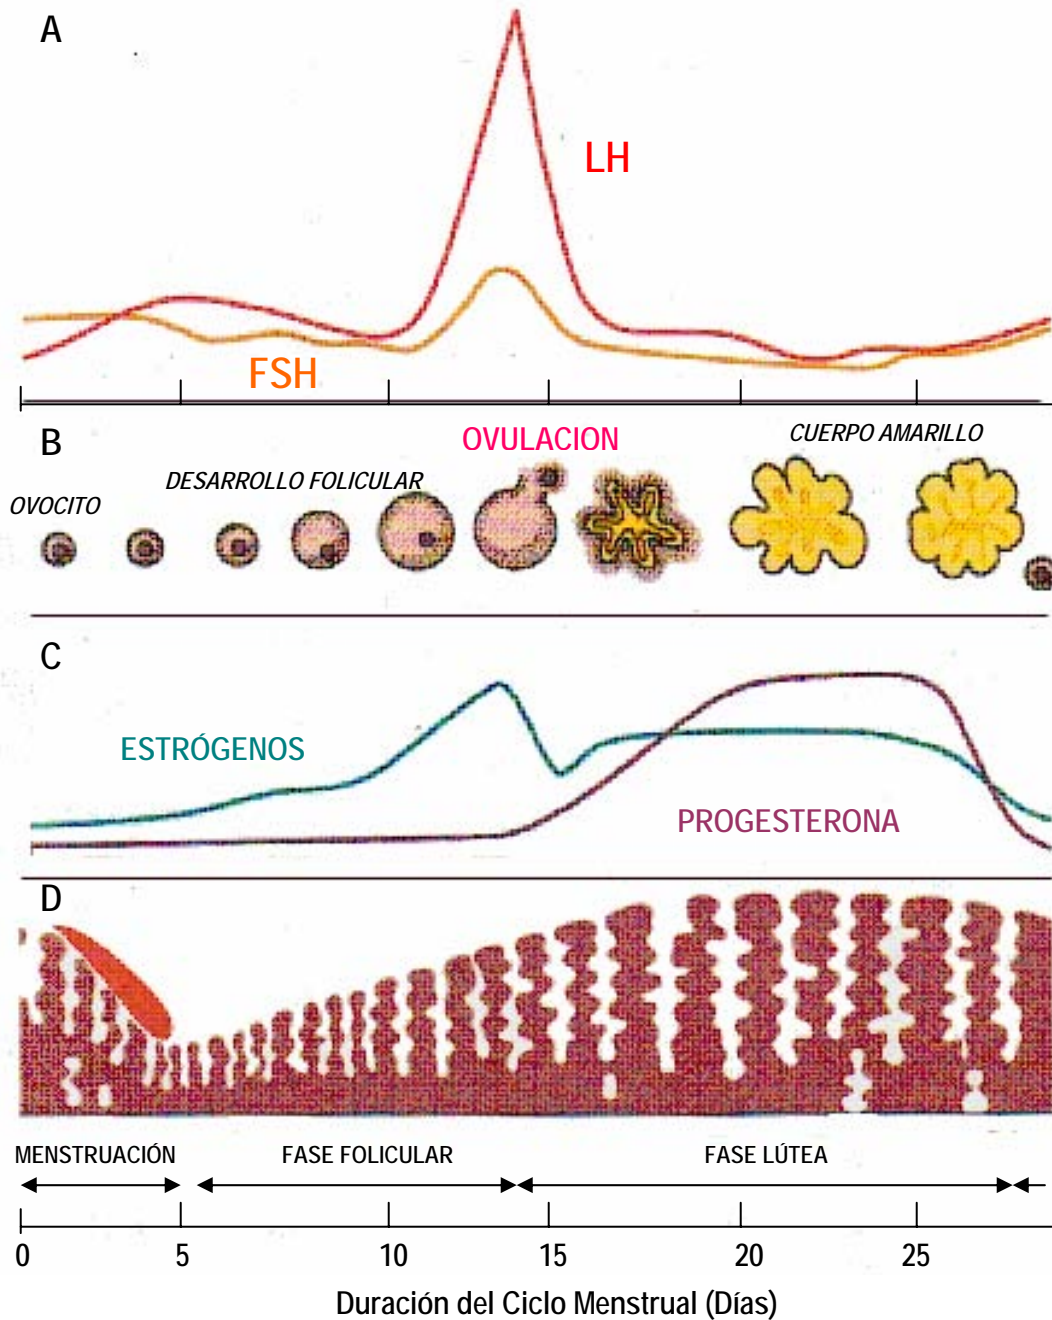 A
LH
FSH
B
OVULACION
CUERPO AMARILLO
DESARROLLO FOLICULAR
OVOCITO
C
ESTRÓGENOS
PROGESTERONA
D
MENSTRUACIÓN FASE FOLICULAR FASE LÚTEA
0 5 10 15 20 25
Duración del Ciclo Menstrual (Días)